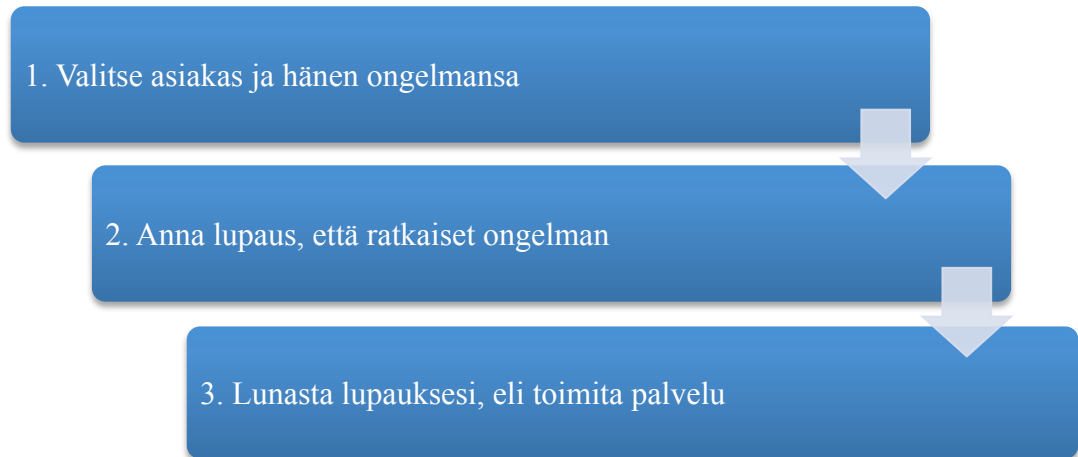 1. Valitse asiakas ja hänen ongelmansa
2. Anna lupaus, että ratkaiset ongelman
3. Lunasta lupauksesi, eli toimita palvelu